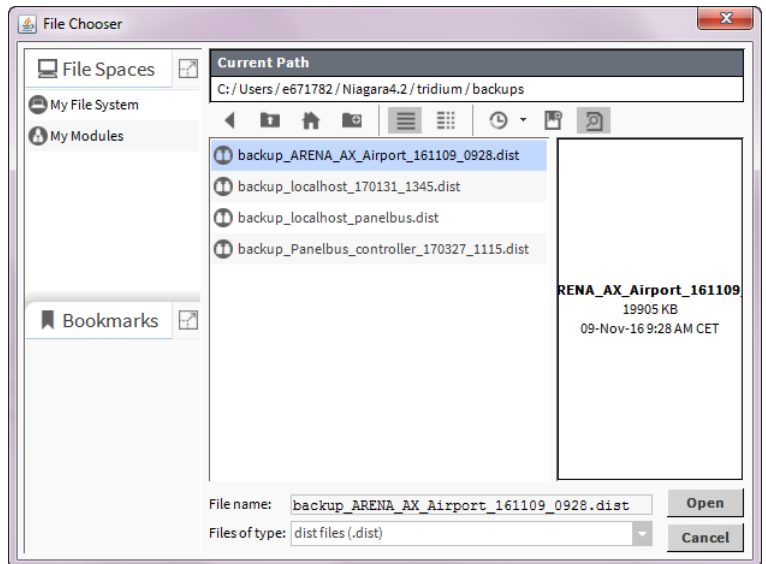 File Chooser
File Spaces
My File System
My Modules
Bookmarks
Current Path
C:/Users/e671782/Niagara4.2/tridium/backups
backup_ARENA_AX_Airport_161109_0928.dist
backup_localhost_170131_1345.dist
backup_localhost_panelbus.dist
backup_Panelbus_controller_170327_1115.dist
RENA_AX_Airport_161109_
19905 KB
09-Nov-16 9:28 AM CET
File name: backup_ARENA_AX_Airport_161109_0928.dist
Open
Files of type: dist files (.dist)
Cancel